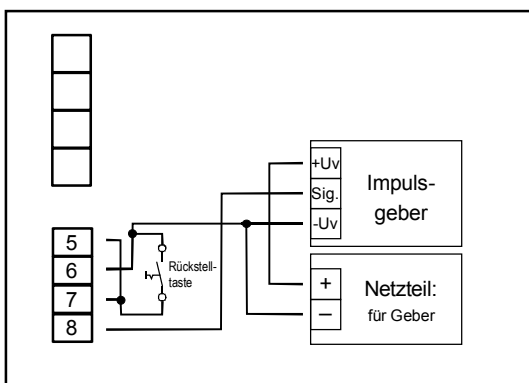 +Uv
Sig.
-Uv
Impuls-
geber
5
6
7
8
Rückstell-
taste
+
–
Netzteil:
für Geber